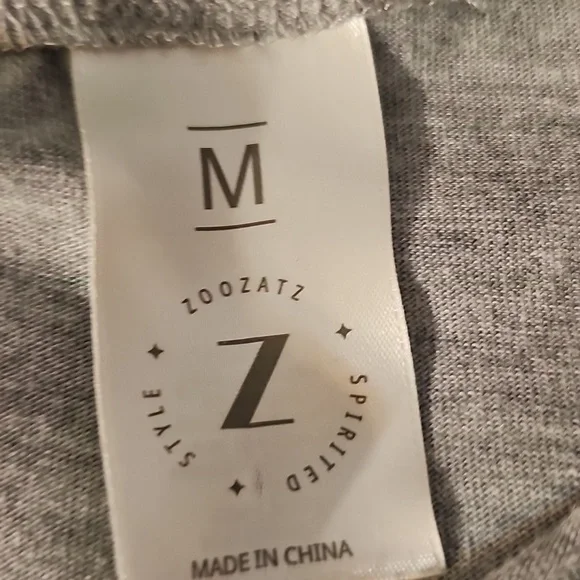 M
ZOOZATZ
Z
SPIRITED
STYLE
MADE IN CHINA